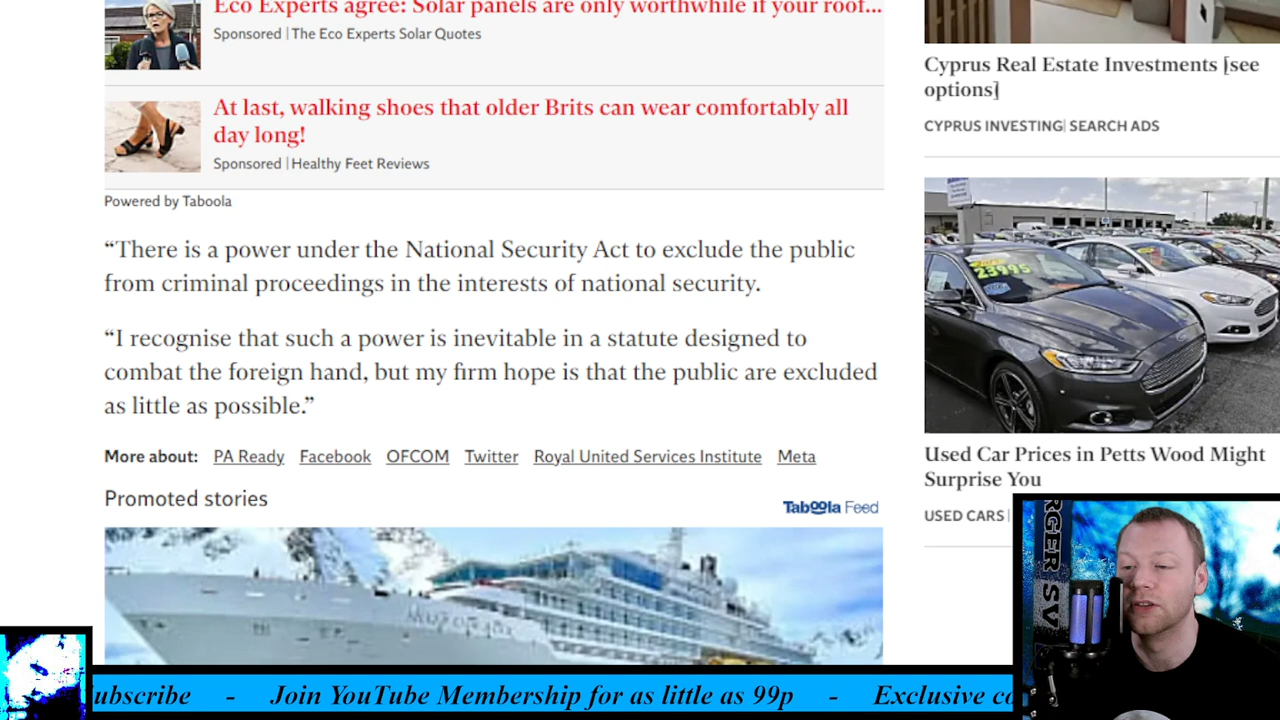 Eco Experts agree: Solar panels are only worthwhile if your roof...
Sponsored | The Eco Experts Solar Quotes
At last, walking shoes that older Brits can wear comfortably all
day long!
Sponsored | Healthy Feet Reviews
Powered by Taboola
“There is a power under the National Security Act to exclude the public
from criminal proceedings in the interests of national security.
“I recognise that such a power is inevitable in a statute designed to
combat the foreign hand, but my firm hope is that the public are excluded
as little as possible.”
More about: PA Ready Facebook OFCOM Twitter Royal United Services Institute Meta
Promoted stories
Taboola Feed
Cyprus Real Estate Investments [see
options]
CYPRUS INVESTING | SEARCH ADS
23995
Used Car Prices in Petts Wood Might
Surprise You
USED CARS |
RGER SV
ubscribe - Join YouTube Membership for as little as 99p - Exclusive co